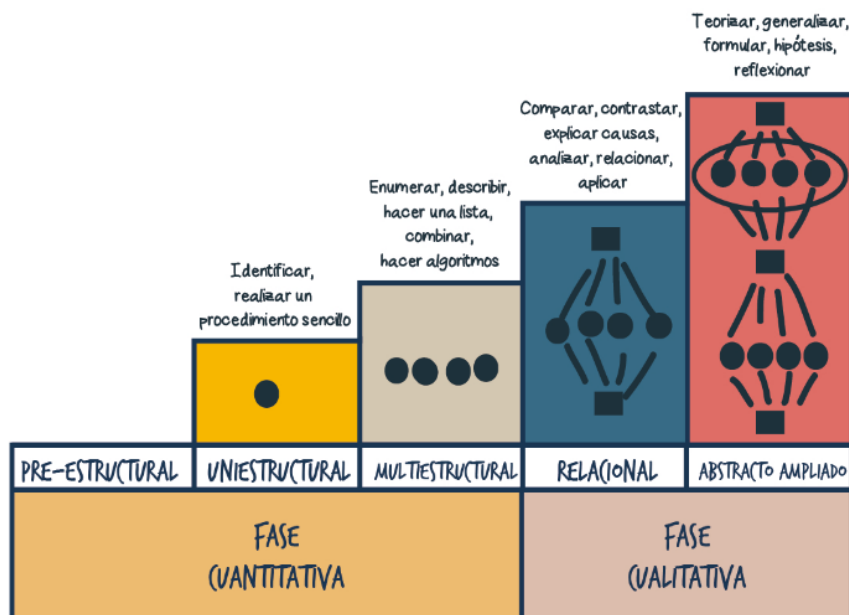 Teorizar, generalizar,
formular, hipótesis,
reflexionar
Comparar, contrastar,
explicar causas,
analizar, relacionar,
aplicar
Enumerar, describir,
hacer una lista,
combinar,
hacer algoritmos
Identificar,
realizar un
procedimiento sencillo
PRE-ESTRUCTURAL
UNIESTRUCTURAL
MULTIESTRUCTURAL
RELACIONAL
ABSTRACTO AMPLIADO
FASE
CUANTITATIVA
FASE
CUALITATIVA